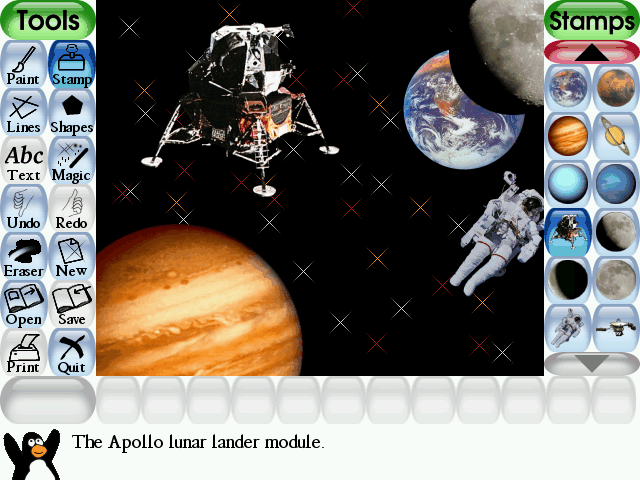 Tools
Stamps
Paint
Stamp
Lines
Shapes
Abc
Text
Magic
Undo
Redo
Eraser
New
Open
Save
Print
Quit
The Apollo lunar lander module.